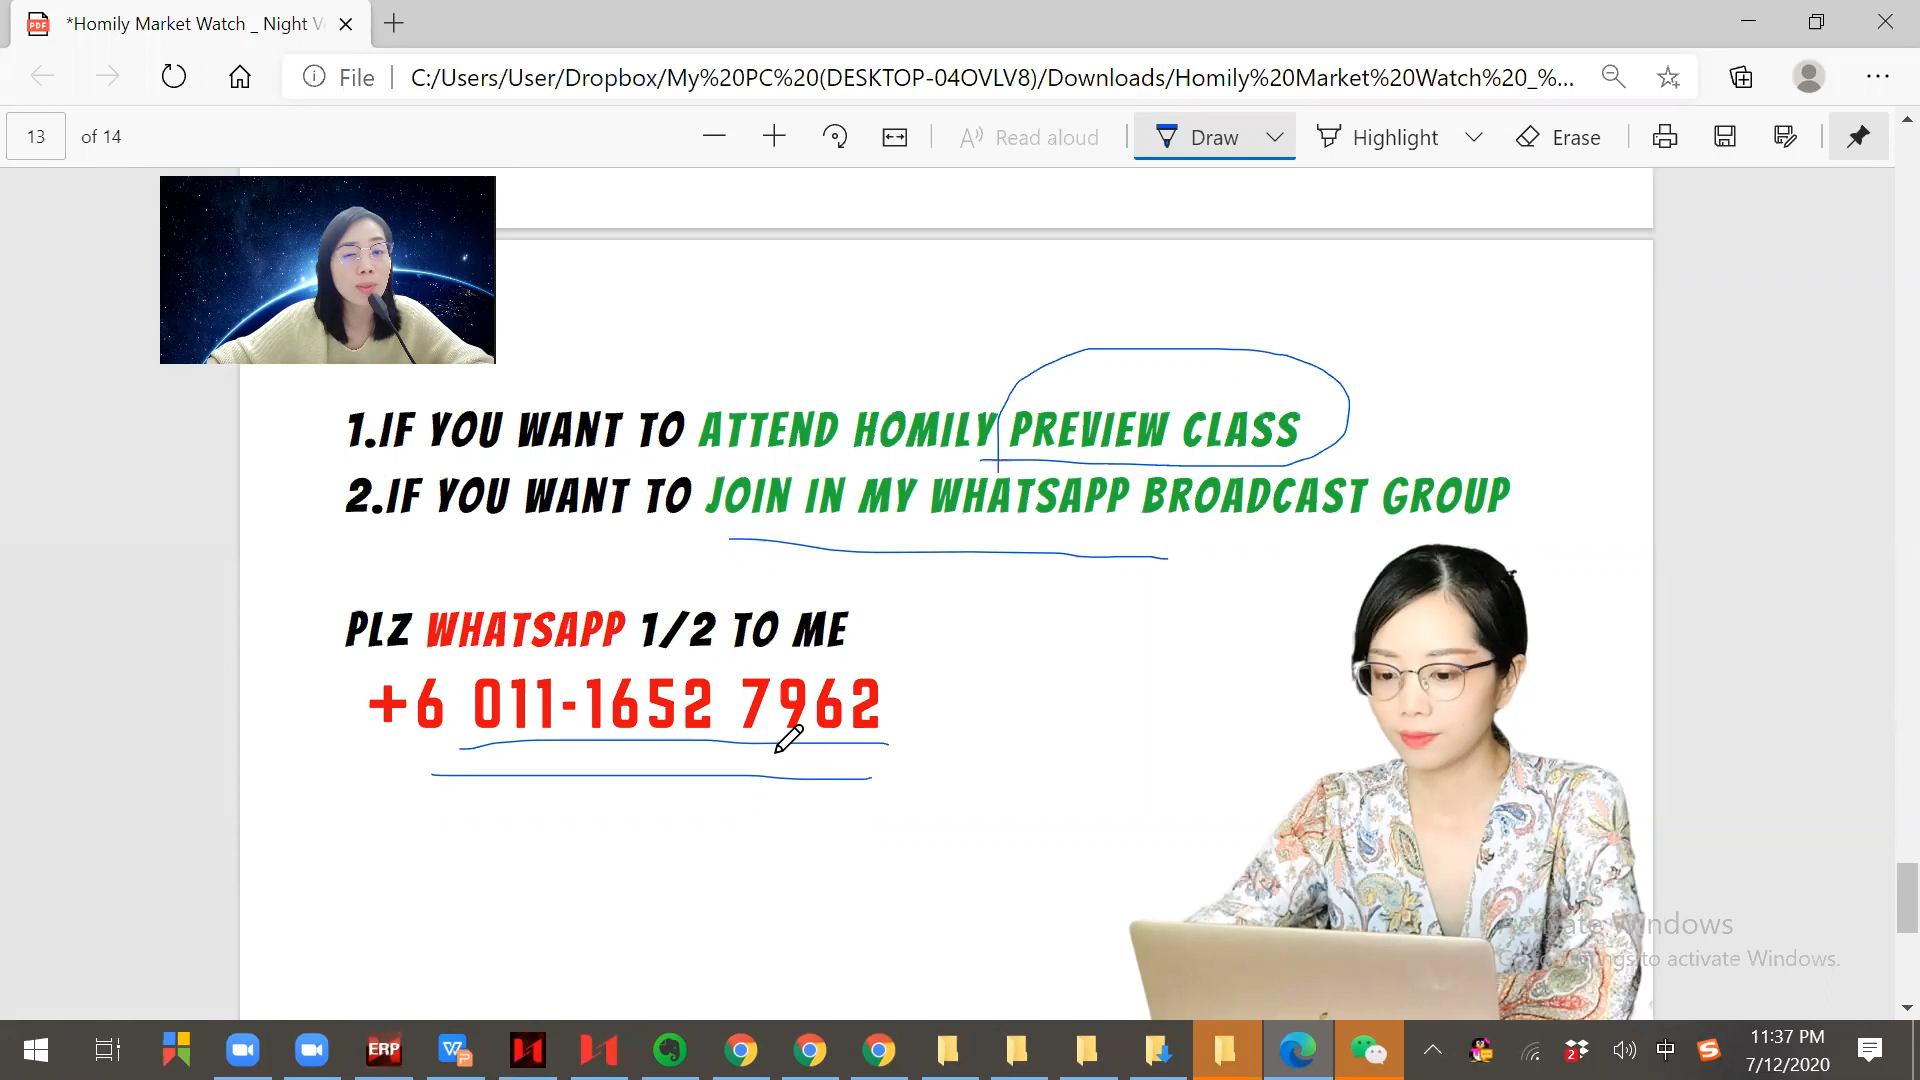 *Homily Market Watch _ Night V
File
C:/Users/User/Dropbox/My%20PC%20(DESKTOP-04OVLV8)/Downloads/Homily%20Market%20Watch%20_%...
13 of 14
Read aloud
Draw
Highlight
Erase
1.IF YOU WANT TO ATTEND HOMILY PREVIEW CLASS
2.IF YOU WANT TO JOIN IN MY WHATSAPP BROADCAST GROUP
PLZ WHATSAPP 1/2 TO ME
+6 011-1652 7962
Activate Windows
Go to Settings to activate Windows.
ERP
2
中
11:37 PM
7/12/2020